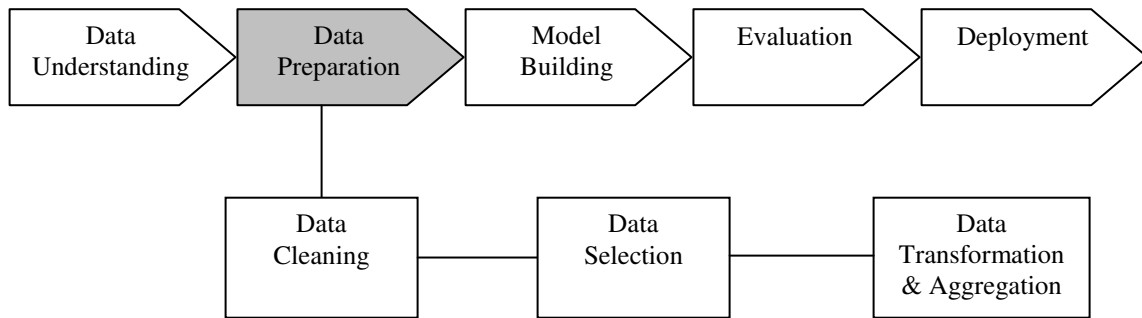 Data
Understanding
Data
Preparation
Model
Building
Evaluation
Deployment
Data
Cleaning
Data
Selection
Data
Transformation
& Aggregation